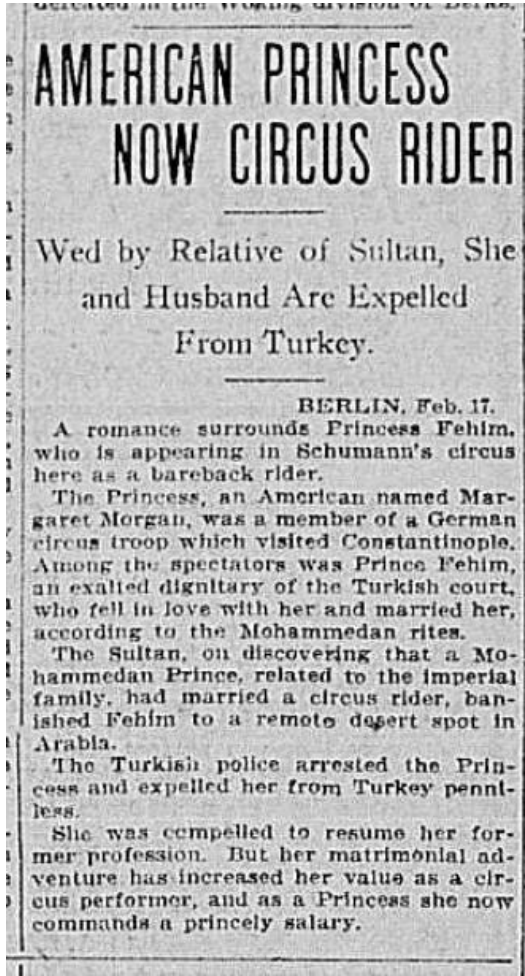 defeated in the Woking division of Berks.
AMERICAN PRINCESS
NOW CIRCUS RIDER
Wed by Relative of Sultan, She
and Husband Are Expelled
From Turkey.
BERLIN, Feb. 17.
A romance surrounds Princess Fehim,
who is appearing in Schumann's circus
here as a bareback rider.
The Princess, an American named Mar-
garet Morgan, was a member of a German
circus troop which visited Constantinople.
Among the spectators was Prince Fehim,
an exalted dignitary of the Turkish court,
who fell in love with her and married her,
according to the Mohammedan rites.
The Sultan, on discovering that a Mo-
hammedan Prince, related to the imperial
family, had married a circus rider, ban-
ished Fehim to a remote desert spot in
Arabia.
The Turkish police arrested the Prin-
cess and expelled her from Turkey penni-
less.
She was compelled to resume her for-
mer profession. But her matrimonial ad-
venture has increased her value as a cir-
cus performer, and as a Princess she now
commands a princely salary.